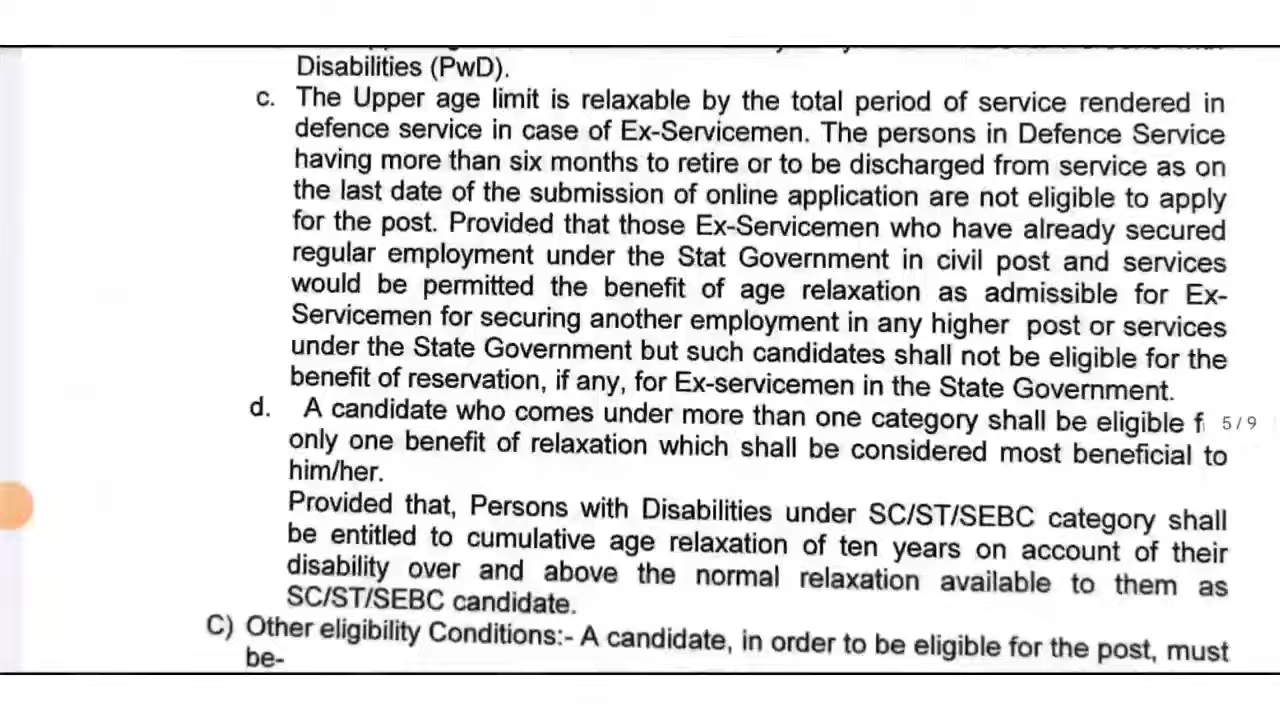 Disabilities (PwD).
c. The Upper age limit is relaxable by the total period of service rendered in
defence service in case of Ex-Servicemen. The persons in Defence Service
having more than six months to retire or to be discharged from service as on
the last date of the submission of online application are not eligible to apply
for the post. Provided that those Ex-Servicemen who have already secured
regular employment under the Stat Government in civil post and services
would be permitted the benefit of age relaxation as admissible for Ex-
Servicemen for securing another employment in any higher post or services
under the State Government but such candidates shall not be eligible for the
benefit of reservation, if any, for Ex-servicemen in the State Government.
d. A candidate who comes under more than one category shall be eligible f 5/9
only one benefit of relaxation which shall be considered most beneficial to
him/her.
Provided that, Persons with Disabilities under SC/ST/SEBC category shall
be entitled to cumulative age relaxation of ten years on account of their
disability over and above the normal relaxation available to them as
SC/ST/SEBC candidate.
C) Other eligibility Conditions:- A candidate, in order to be eligible for the post, must
be-